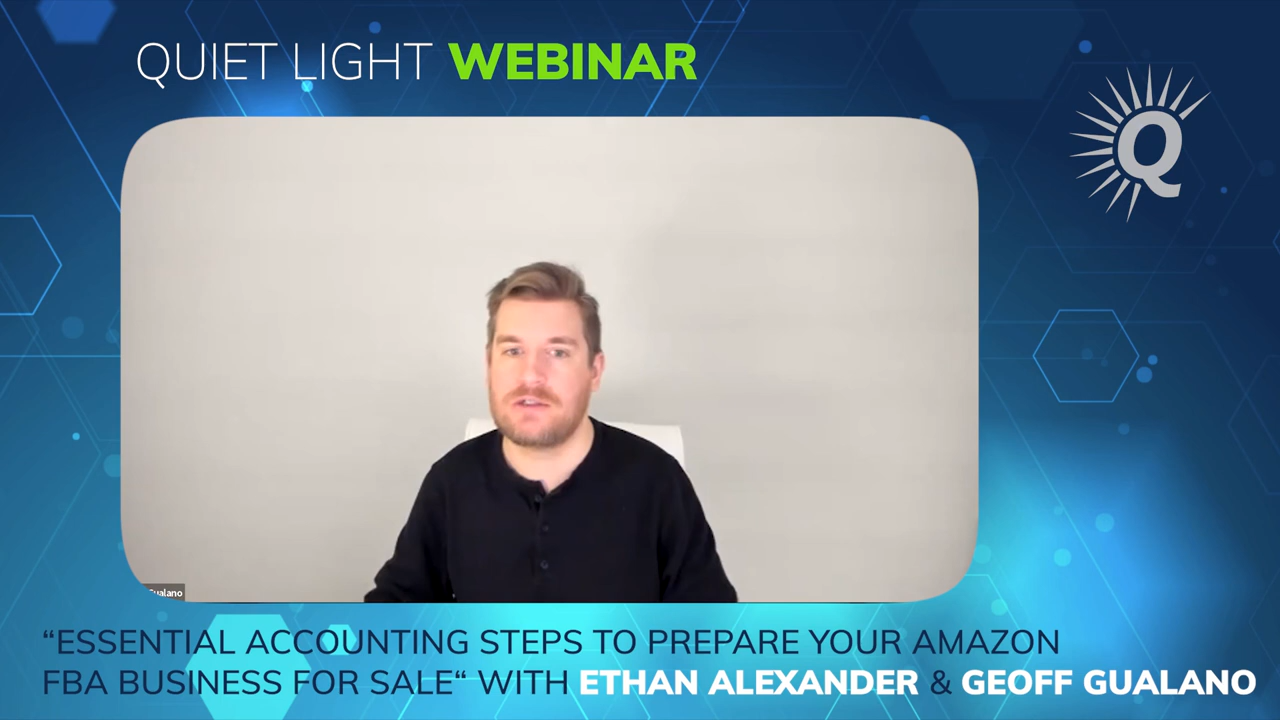 QUIET LIGHT WEBINAR
Q
Gualano
“ESSENTIAL ACCOUNTING STEPS TO PREPARE YOUR AMAZON
FBA BUSINESS FOR SALE“ WITH ETHAN ALEXANDER & GEOFF GUALANO